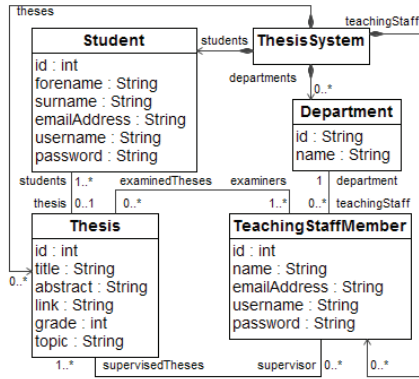 theses
teachingStaff
Student
students
ThesisSystem
id : int
forename : String
surname : String
emailAddress : String
username : String
password : String
departments
0..*
Department
id : String
name : String
students
1..*
examinedTheses
examiners
1
department
thesis
0..1
0..*
1..*
0..*
teachingStaff
Thesis
TeachingStaffMember
id : int
title : String
abstract : String
link : String
grade : int
topic : String
id : int
name : String
emailAddress : String
username : String
password : String
0..*
1..*
supervisedTheses
supervisor
0..*
0..*